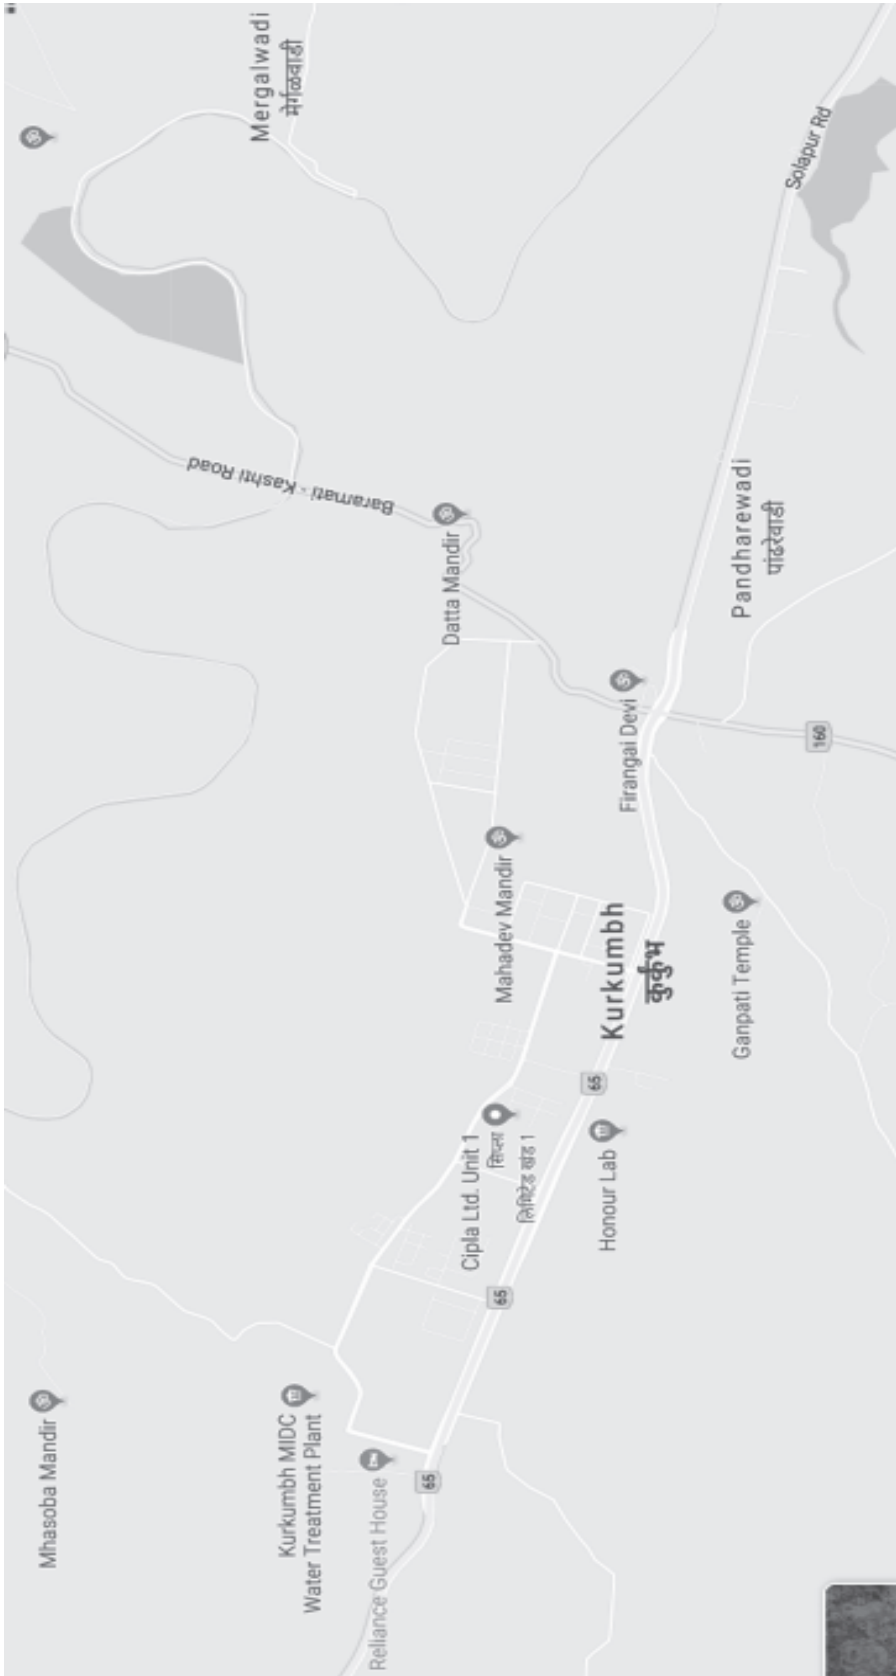 Mhasoba Mandir
Kurkumbh MIDC
Water Treatment Plant
Reliance Guest House
65
65
Cipla Ltd. Unit 1
सिप्ला
लिमिटेड खंड 1
65
Honour Lab
Mahadev Mandir
Kurkumbh
कुर्कुंभ
Ganpati Temple
Firangai Devi
160
Datta Mandir
Baramati - Kashti Road
Pandharewadi
पांढरेवाडी
Mergalwadi
मेर्गळवाडी
Solapur Rd